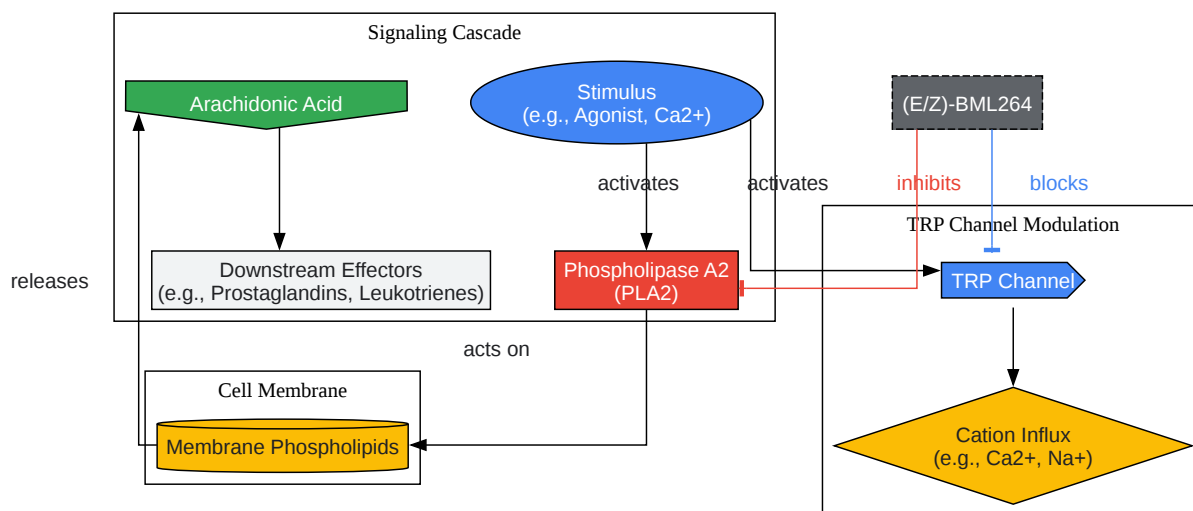 Signaling Cascade
Arachidonic Acid
Stimulus
(e.g., Agonist, Ca2+)
(E/Z)-BML264
activates
activates
inhibits
blocks
TRP Channel Modulation
Downstream Effectors
(e.g., Prostaglandins, Leukotrienes)
Phospholipase A2
(PLA2)
TRP Channel
releases
acts on
Cell Membrane
Membrane Phospholipids
Cation Influx
(e.g., Ca2+, Na+)